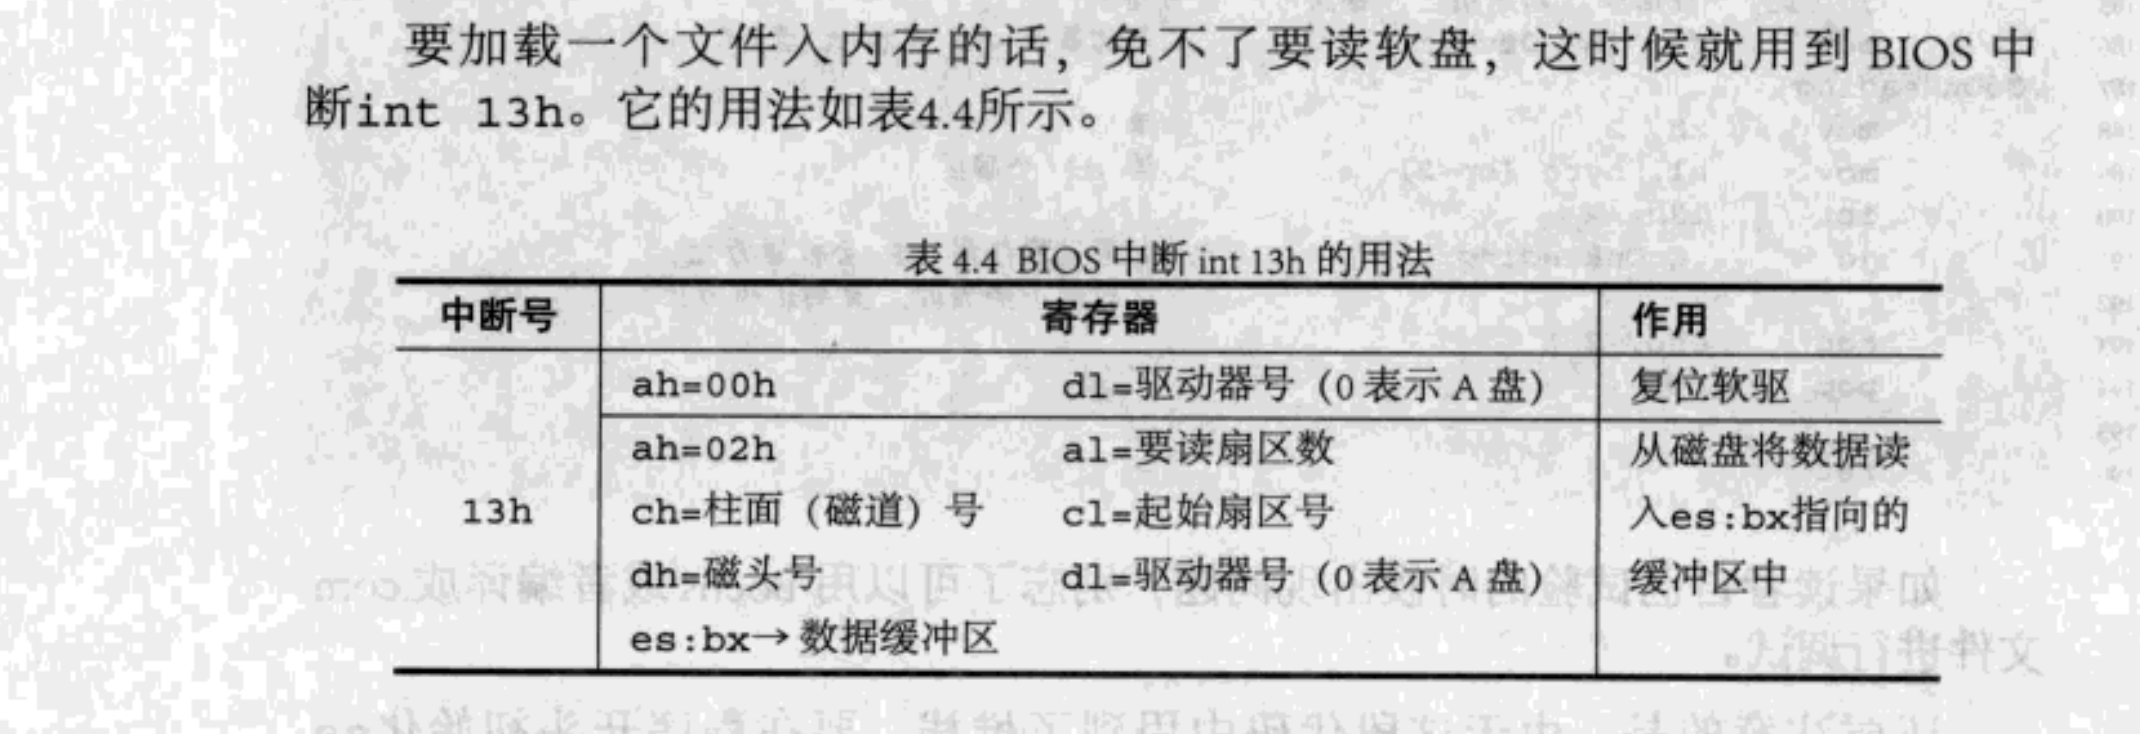 要加载一个文件入内存的话，免不了要读软盘，这时候就用到 BIOS 中
断int 13h。它的用法如表4.4所示。
表 4.4 BIOS 中断 int 13h 的用法
中断号 寄存器 作用
ah=00h dl=驱动器号（0 表示 A 盘） 复位软驱
ah=02h al=要读扇区数 从磁盘将数据读
13h ch=柱面（磁道）号 cl=起始扇区号 入es:bx指向的
dh=磁头号 dl=驱动器号（0 表示 A 盘） 缓冲区中
es:bx→数据缓冲区